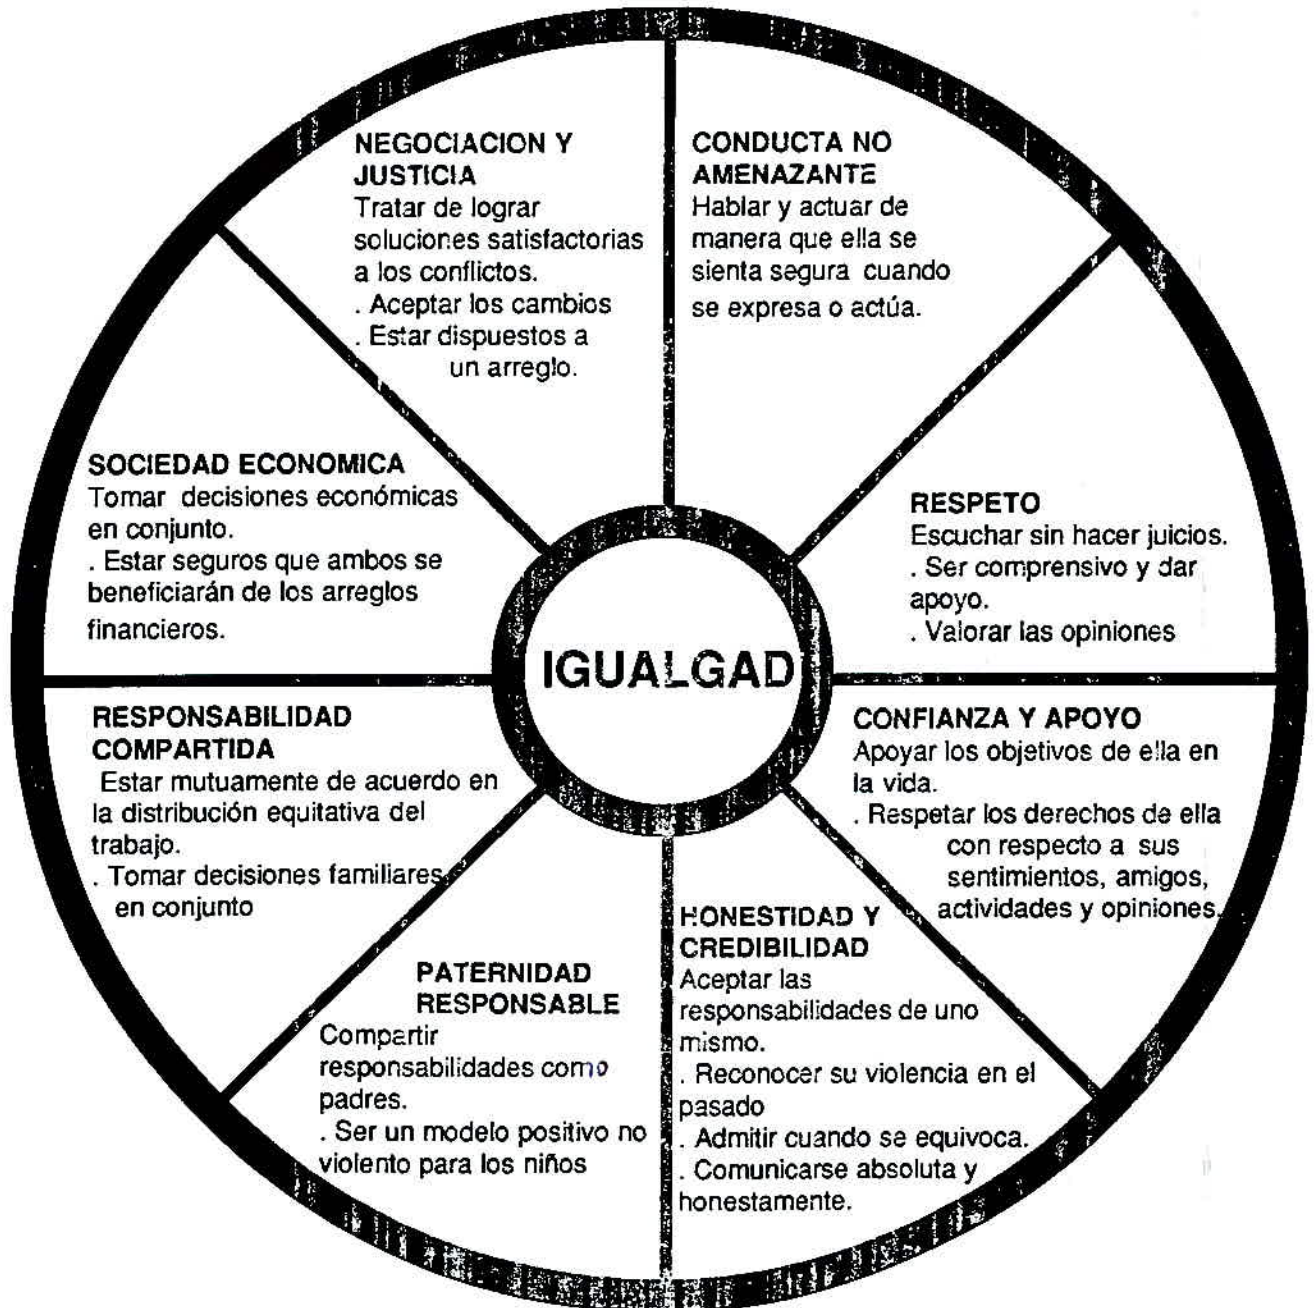 NEGOCIACION Y
JUSTICIA
Tratar de lograr
soluciones satisfactorias
a los conflictos.
. Aceptar los cambios
. Estar dispuestos a
un arreglo.
CONDUCTA NO
AMENAZANTE
Hablar y actuar de
manera que ella se
sienta segura cuando
se expresa o actúa.
SOCIEDAD ECONOMICA
Tomar decisiones económicas
en conjunto.
. Estar seguros que ambos se
beneficiarán de los arreglos
financieros.
RESPETO
Escuchar sin hacer juicios.
. Ser comprensivo y dar
apoyo.
. Valorar las opiniones
IGUALGAD
RESPONSABILIDAD
COMPARTIDA
Estar mutuamente de acuerdo en
la distribución equitativa del
trabajo.
. Tomar decisiones familiares
en conjunto
CONFIANZA Y APOYO
Apoyar los objetivos de ella en
la vida.
. Respetar los derechos de ella
con respecto a sus
sentimientos, amigos,
actividades y opiniones.
PATERNIDAD
RESPONSABLE
Compartir
responsabilidades como
padres.
. Ser un modelo positivo no
violento para los niños
HONESTIDAD Y
CREDIBILIDAD
Aceptar las
responsabilidades de uno
mismo.
. Reconocer su violencia en el
pasado
. Admitir cuando se equivoca.
. Comunicarse absoluta y
honestamente.